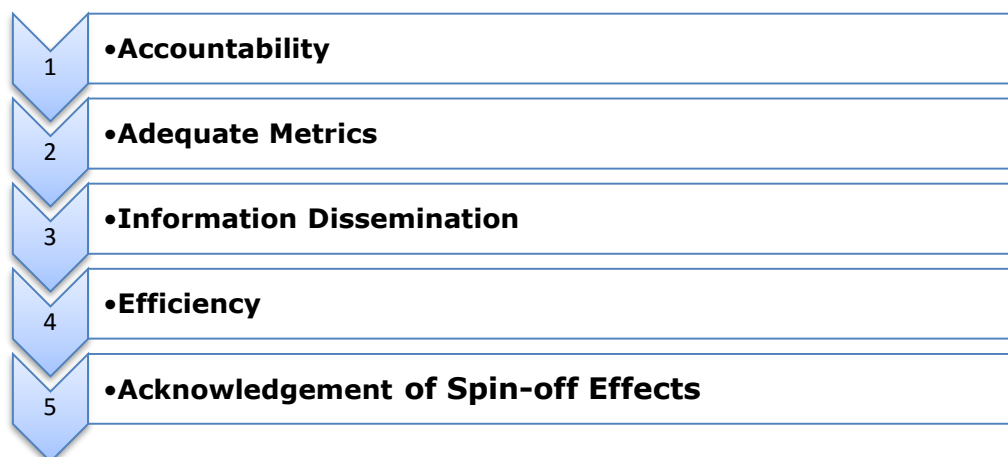 1 •Accountability
2 •Adequate Metrics
3 •Information Dissemination
4 •Efficiency
5 •Acknowledgement of Spin-off Effects